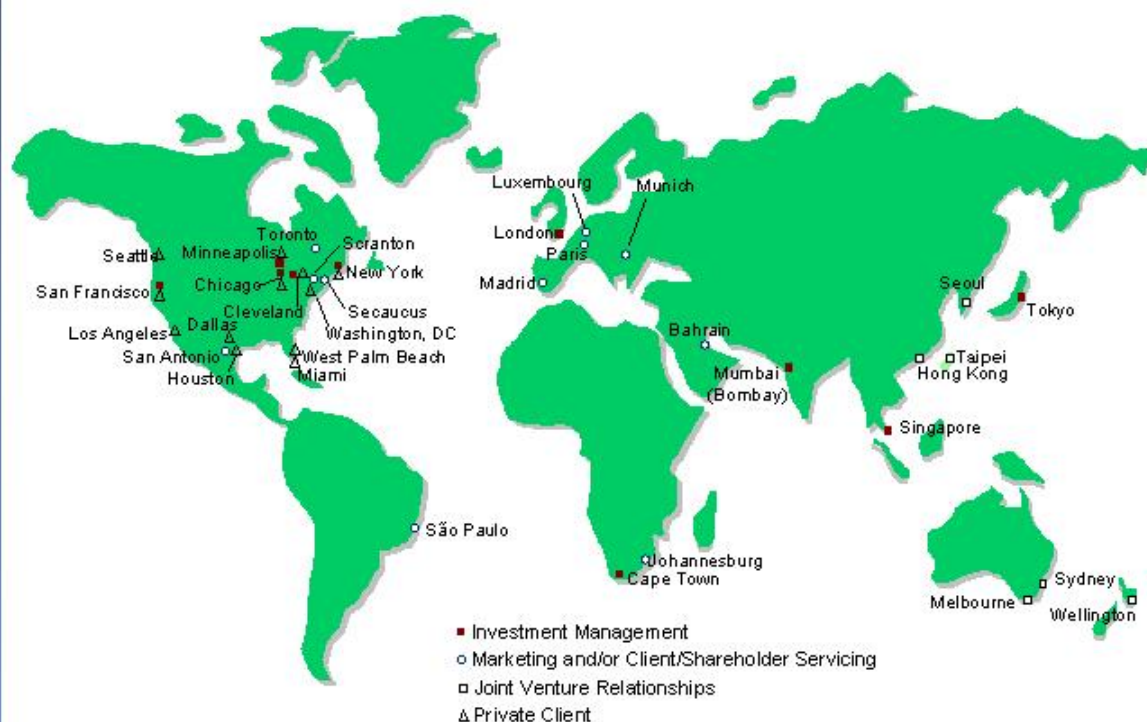 Luxembourg
Munich
Toronto
Scranton
London
Paris
Seattle
Minneapolis
New York
Chicago
Madrid
San Francisco
Seoul
Cleveland
Secaucus
Tokyo
Los Angeles
Dallas
Washington, DC
Bahrain
San Antonio
West Palm Beach
Taipei
Houston
Miami
Mumbai
(Bombay)
Hong Kong
Singapore
São Paulo
Johannesburg
Cape Town
Sydney
Melbourne
Wellington
Investment Management
Marketing and/or Client/Shareholder Servicing
Joint Venture Relationships
Private Client